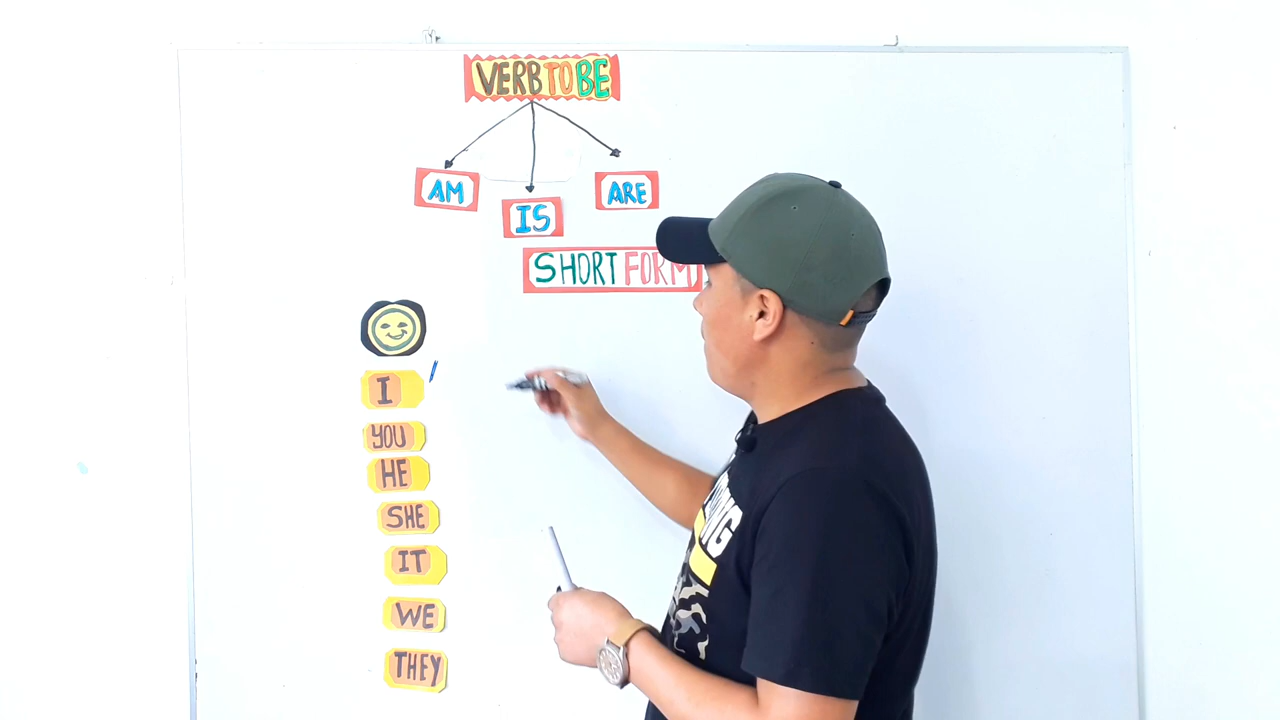 VERB TO BE
AM
IS
ARE
SHORT FORM
I
YOU
HE
SHE
IT
WE
THEY